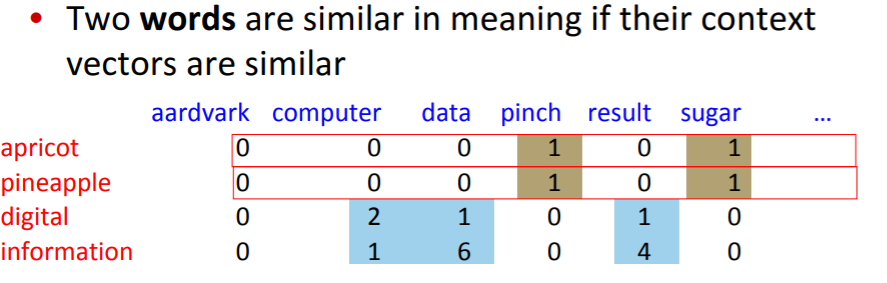 • Two words are similar in meaning if their context
vectors are similar
aardvark computer data pinch result sugar …
apricot 0 0 0 1 0 1
pineapple 0 0 0 1 0 1
digital 0 2 1 0 1 0
information 0 1 6 0 4 0